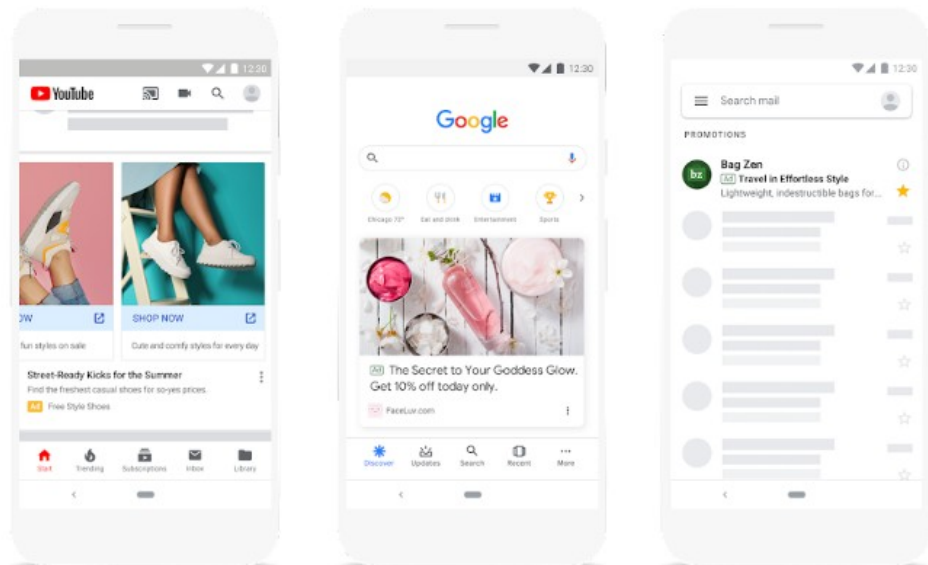 12:30
YouTube
OW
SHOP NOW
fun styles on sale
Cute and comfy styles for every day
Street-Ready Kicks for the Summer
Find the freshest casual shoes for so-yes prices.
Ad Free Style Shoes
Start Trending Subscriptions Inbox Library
12:30
Google
Chicago 72° Eat and drink Entertainment Sports
Ad The Secret to Your Goddess Glow.
Get 10% off today only.
FaceLuv.com
Discover Updates Search Recent More
12:30
Search mail
PROMOTIONS
bz
Bag Zen
Ad Travel in Effortless Style
Lightweight, indestructible bags for...